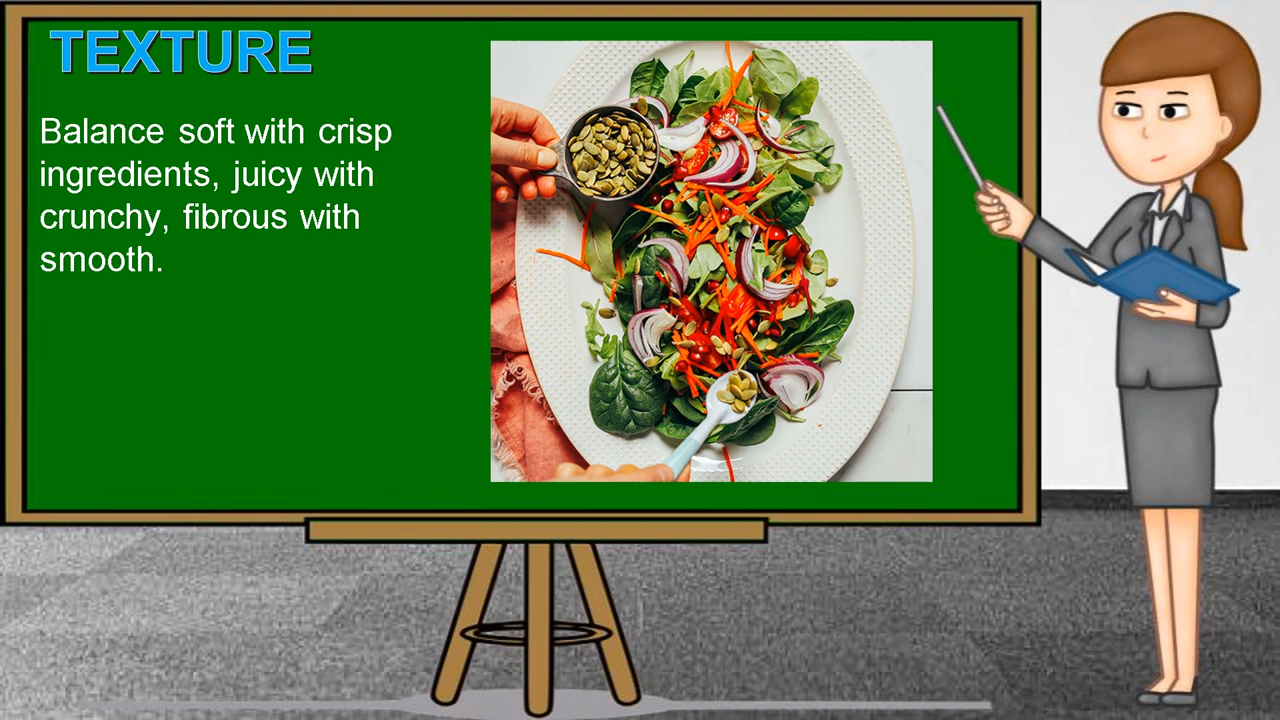 TEXTURE
Balance soft with crisp
ingredients, juicy with
crunchy, fibrous with
smooth.